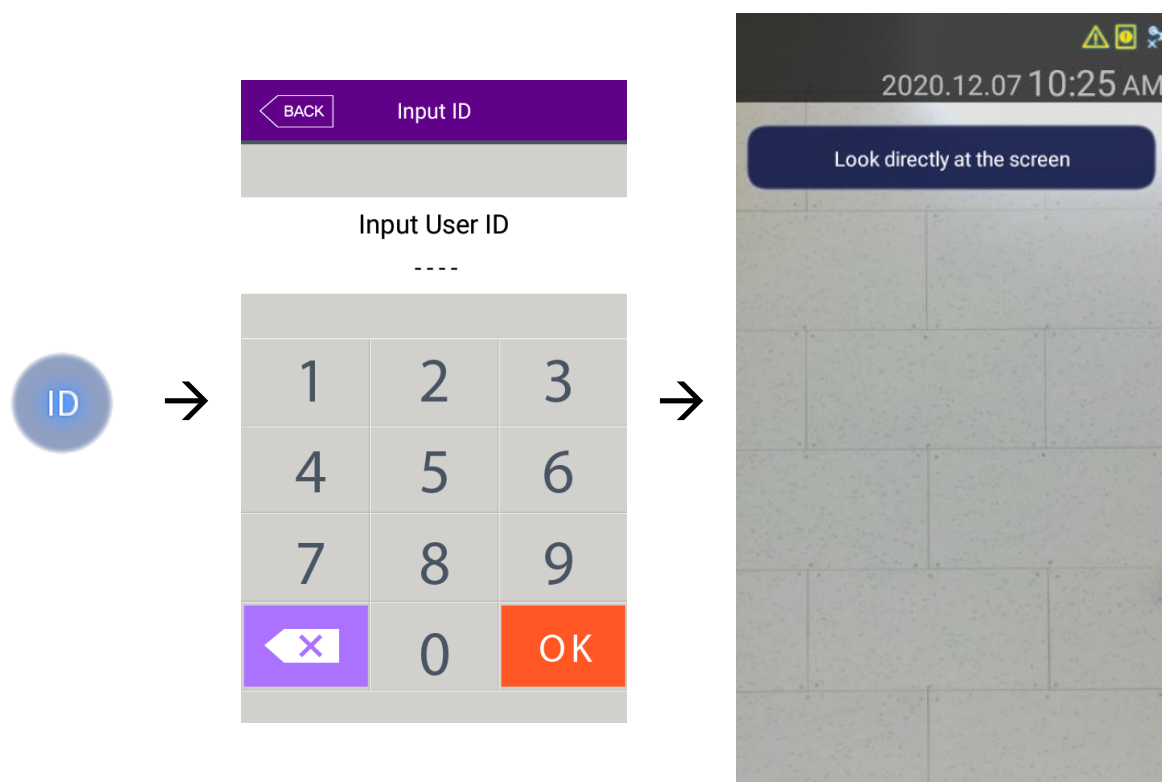 ID
BACK
Input ID
Input User ID
----
1 2 3
4 5 6
7 8 9
0 OK
2020.12.07 10:25 AM
Look directly at the screen